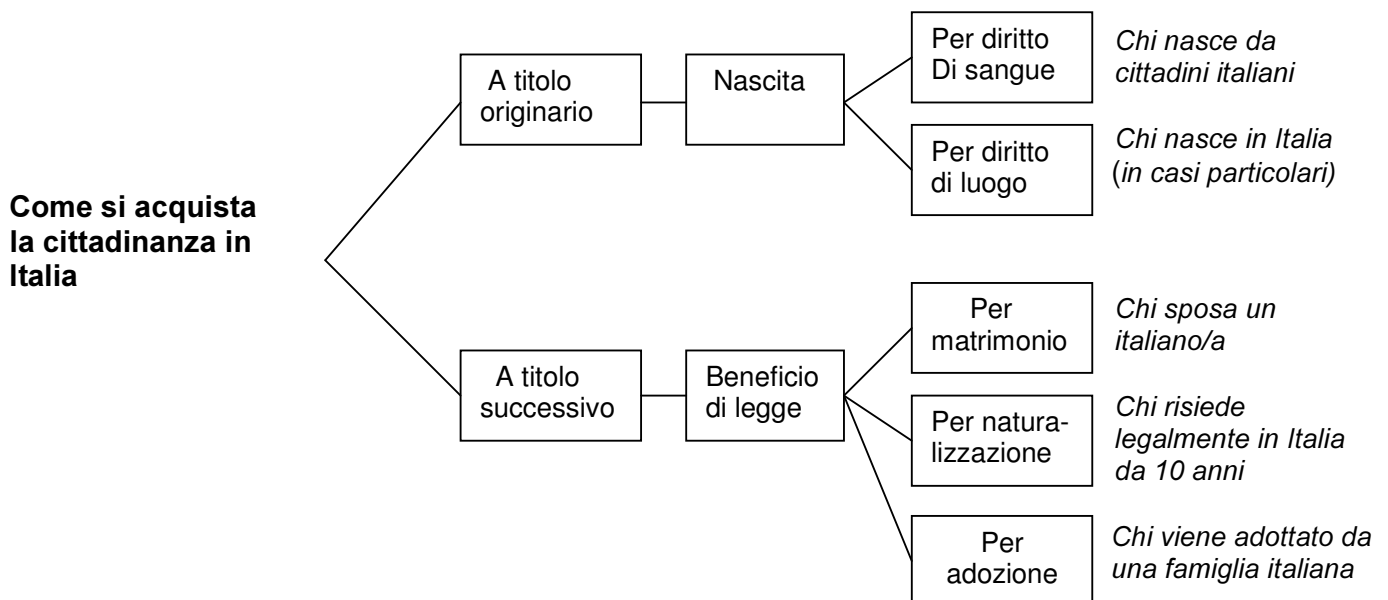 Come si acquista
la cittadinanza in
Italia
A titolo
originario
Nascita
Per diritto
Di sangue
Chi nasce da
cittadini italiani
Per diritto
di luogo
Chi nasce in Italia
(in casi particolari)
A titolo
successivo
Beneficio
di legge
Per
matrimonio
Chi sposa un
italiano/a
Per natura-
lizzazione
Chi risiede
legalmente in Italia
da 10 anni
Per
adozione
Chi viene adottato da
una famiglia italiana